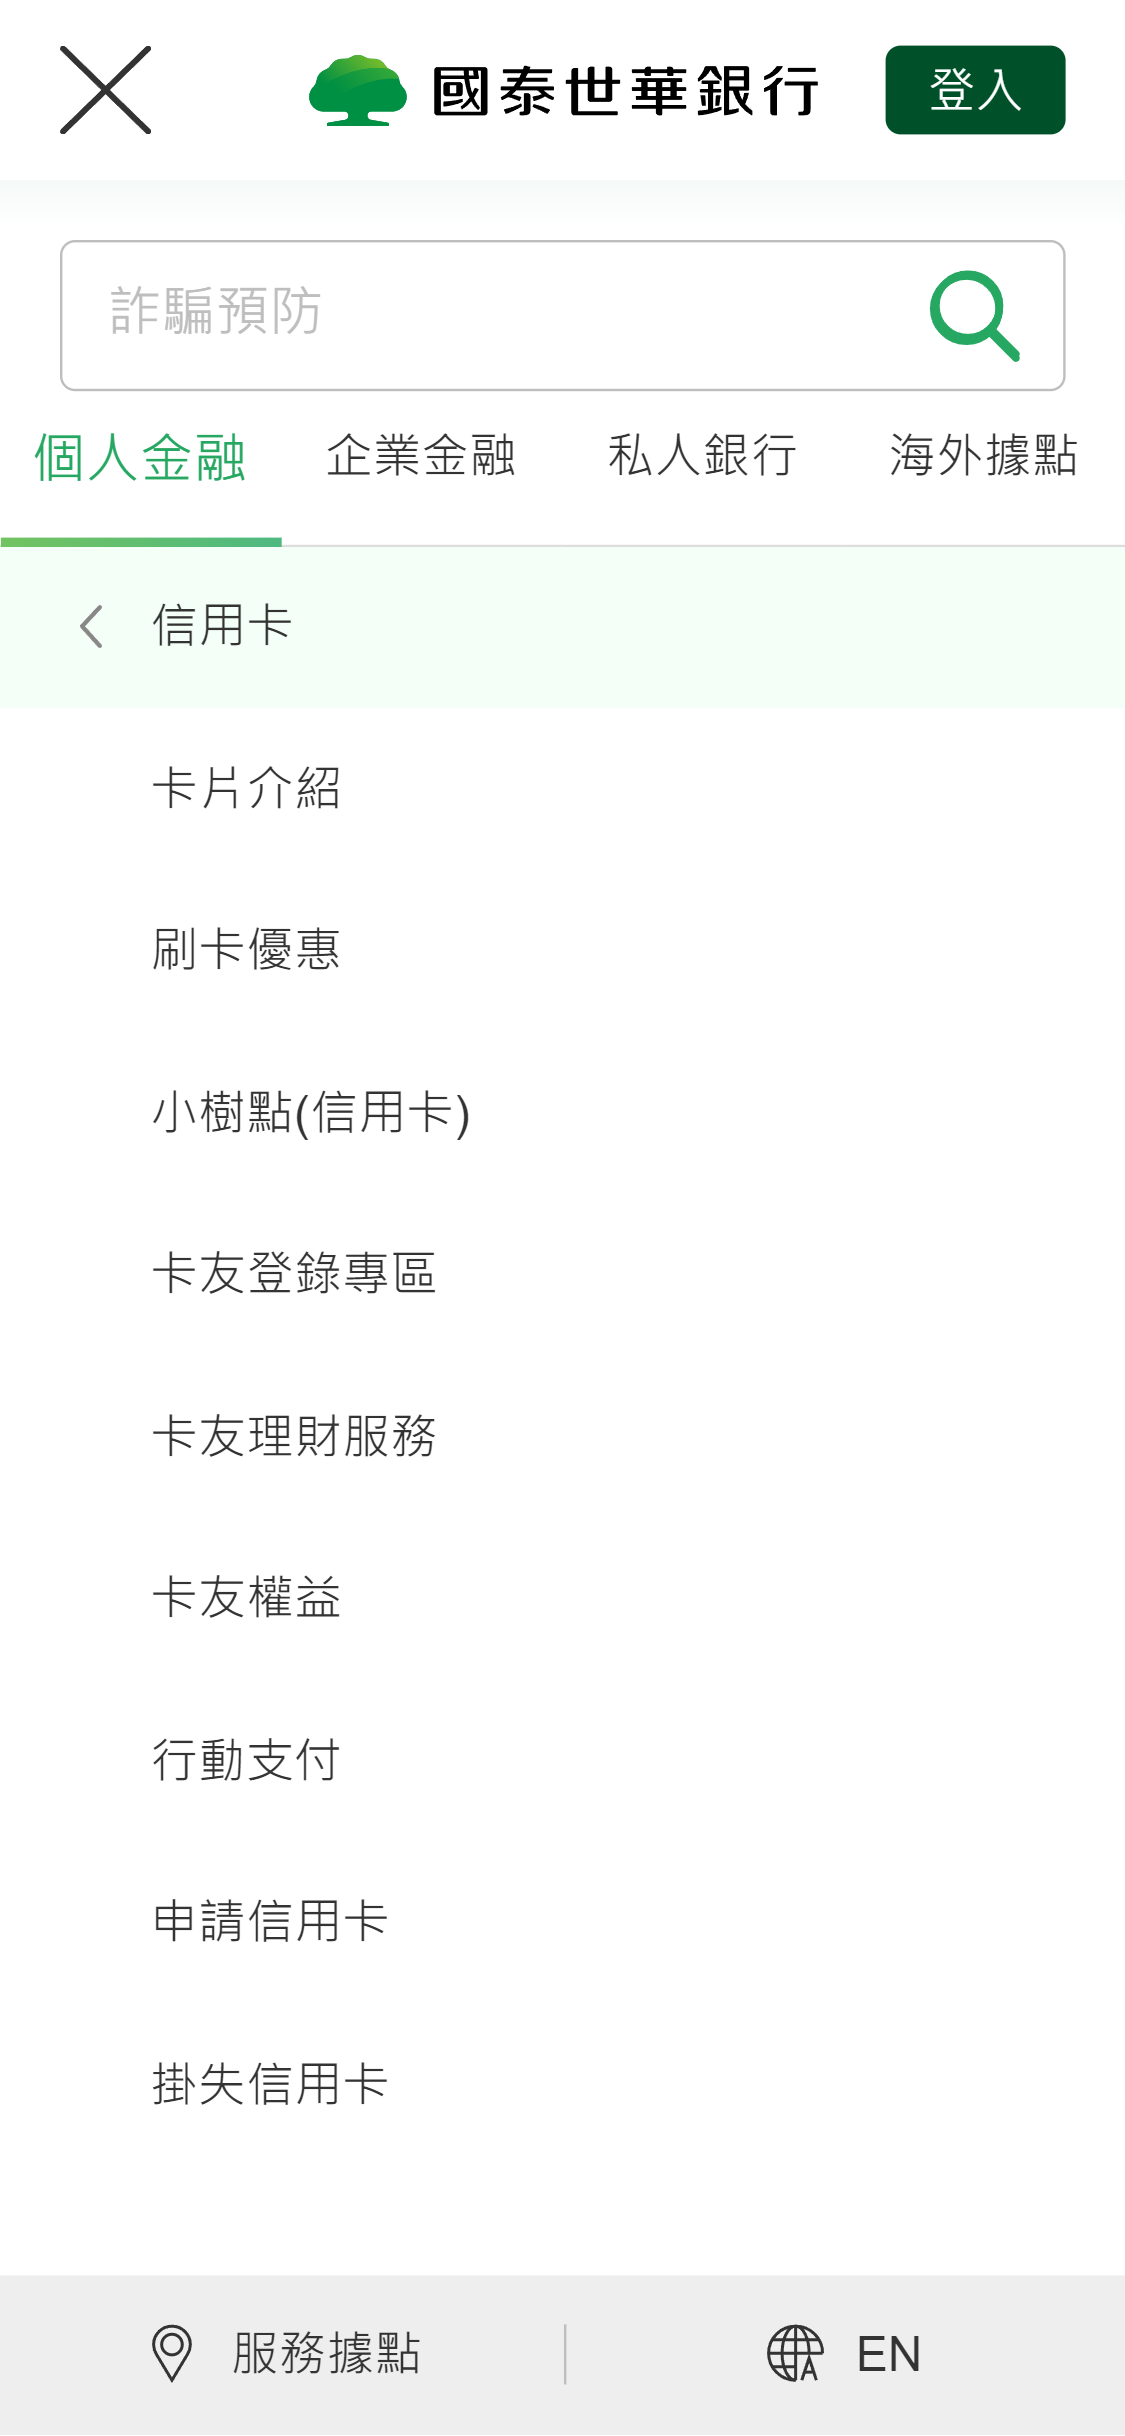 國泰世華銀行
登入
詐騙預防
個人金融 企業金融 私人銀行 海外據點
信用卡
卡片介紹
刷卡優惠
小樹點(信用卡)
卡友登錄專區
卡友理財服務
卡友權益
行動支付
申請信用卡
掛失信用卡
服務據點 EN